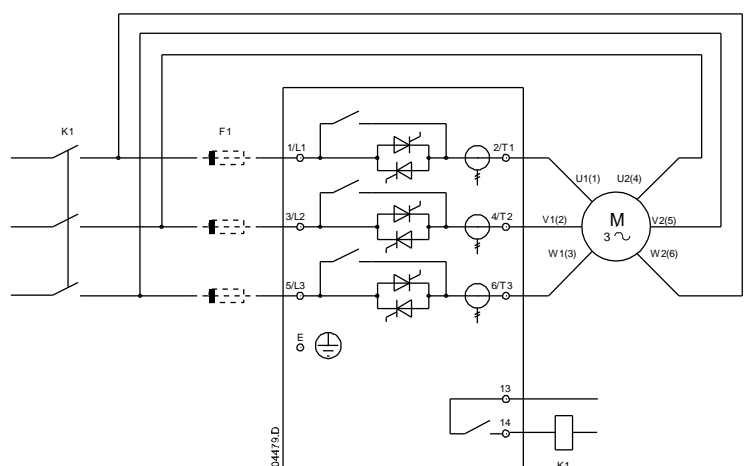 K1
F1
1/L1
2/T1
U1(1)
U2(4)
3/L2
4/T2
V1(2)
M
3
V2(5)
W1(3)
W2(6)
5/L3
6/T3
E
13
14
04479.D
K1